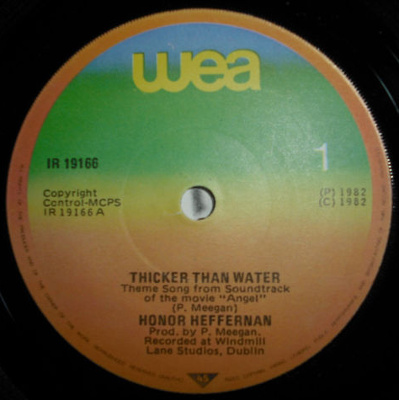 wea
IR 19166
1
Copyright
Control-MCPS
IR 19166 A
(P) 1982
(C) 1982
THICKER THAN WATER
Theme Song from Soundtrack
of the movie "Angel"
(P. Meegan)
HONOR HEFFERNAN
Prod. by P. Meegan.
Recorded at Windmill
Lane Studios, Dublin